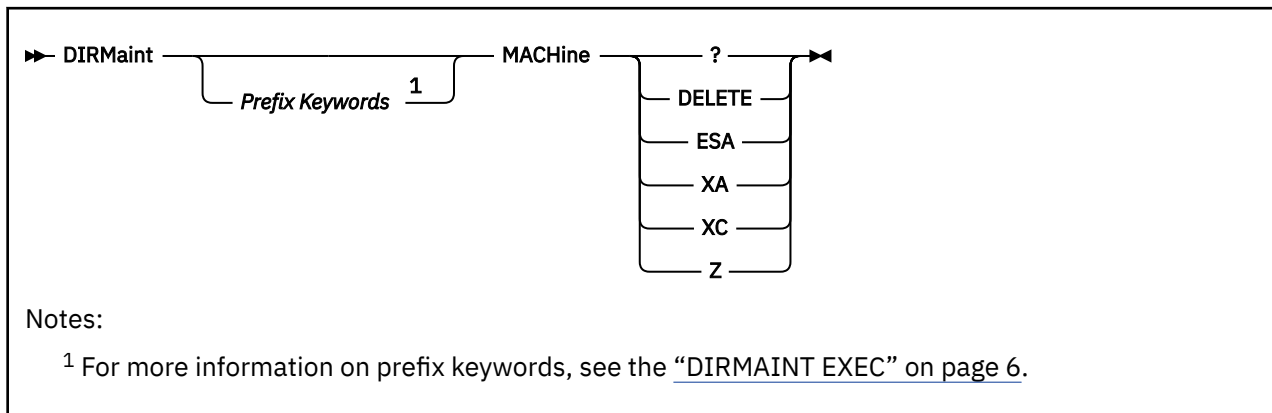 DIRMaint Prefix Keywords 1 MACHine ?
DELETE
ESA
XA
XC
Z
Notes:
1 For more information on prefix keywords, see the “DIRMAINT EXEC” on page 6.